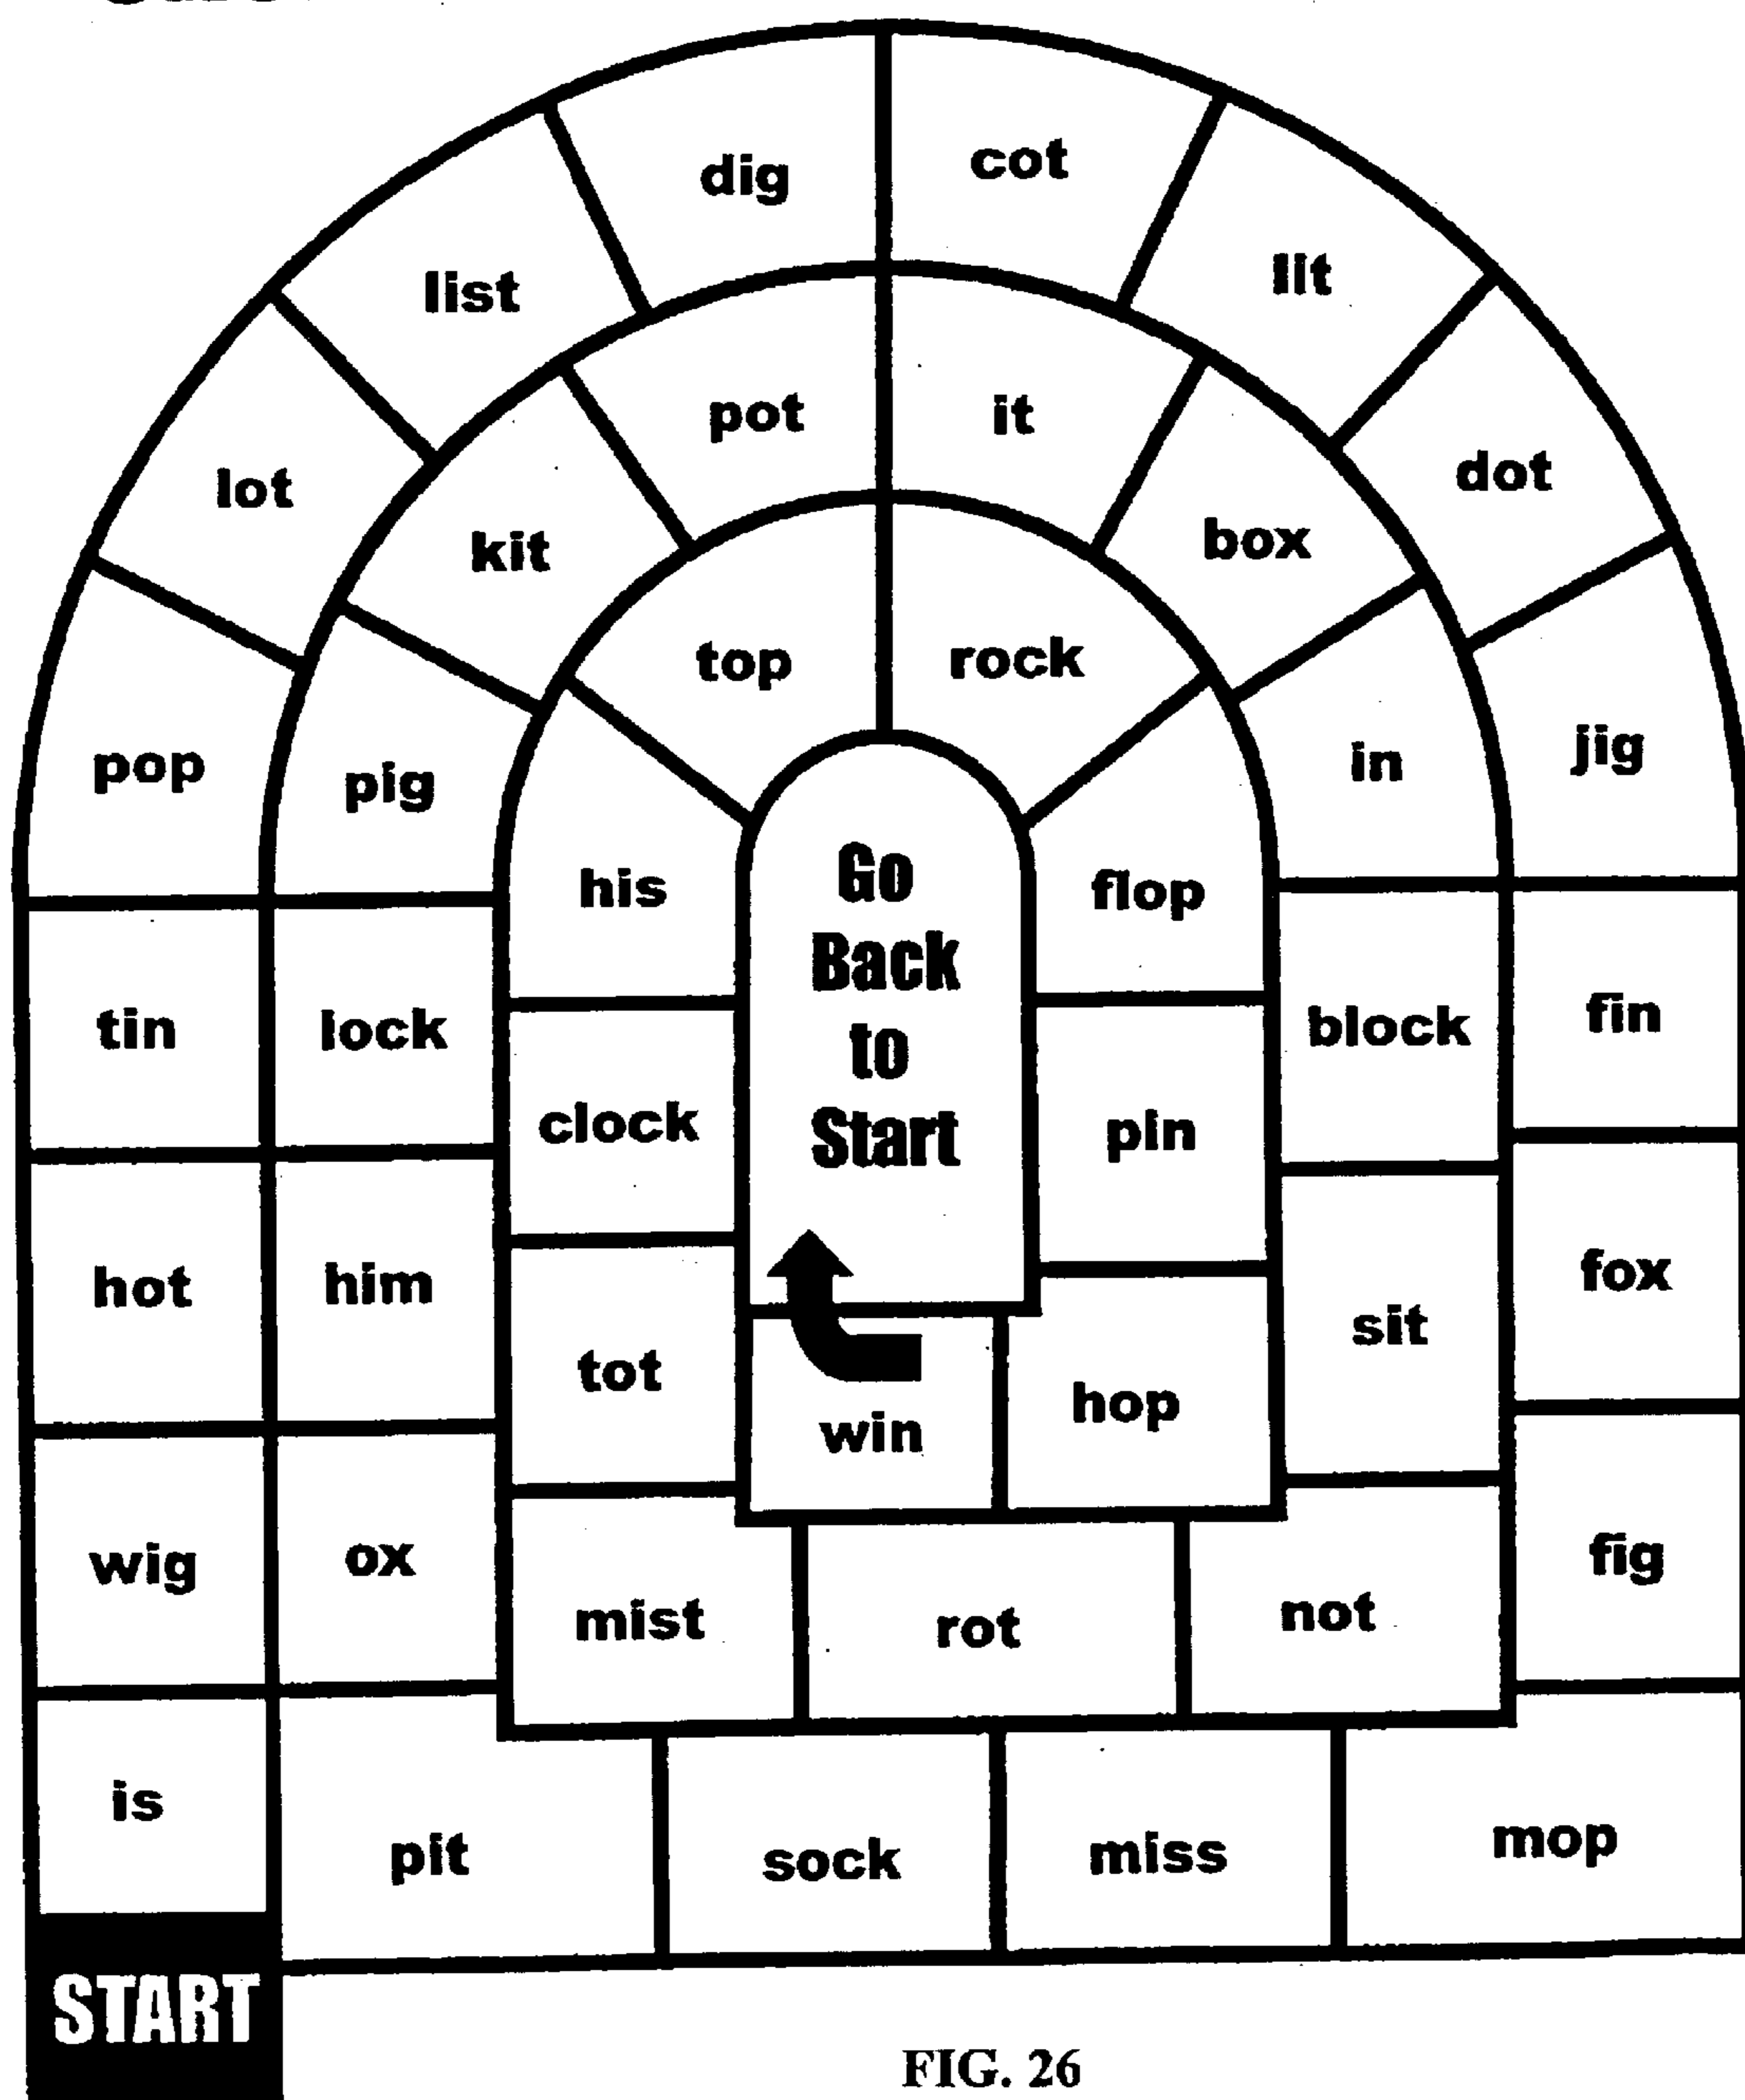 dig
cot
list
lit
lot
dot
pot
it
kit
box
top
rock
pop
pig
in
jig
his
flop
Go
Back
to
Start
tin
lock
block
fin
clock
pin
hot
him
sit
fox
tot
win
hop
wig
ox
fig
mist
rot
not
is
pit
sock
miss
mop
START
FIG. 26